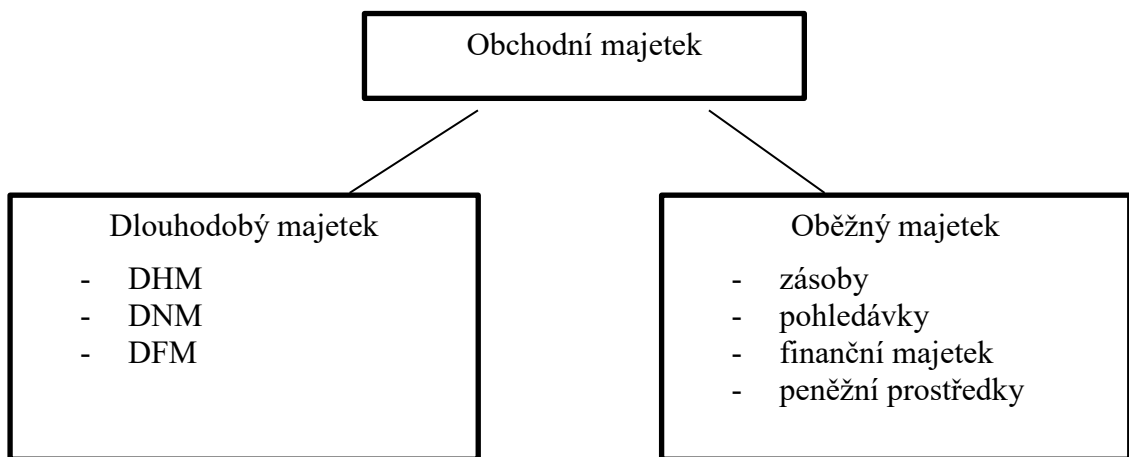 Obchodní majetek
Dlouhodobý majetek
- DHM
- DNM
- DFM
Oběžný majetek
- zásoby
- pohledávky
- finanční majetek
- peněžní prostředky